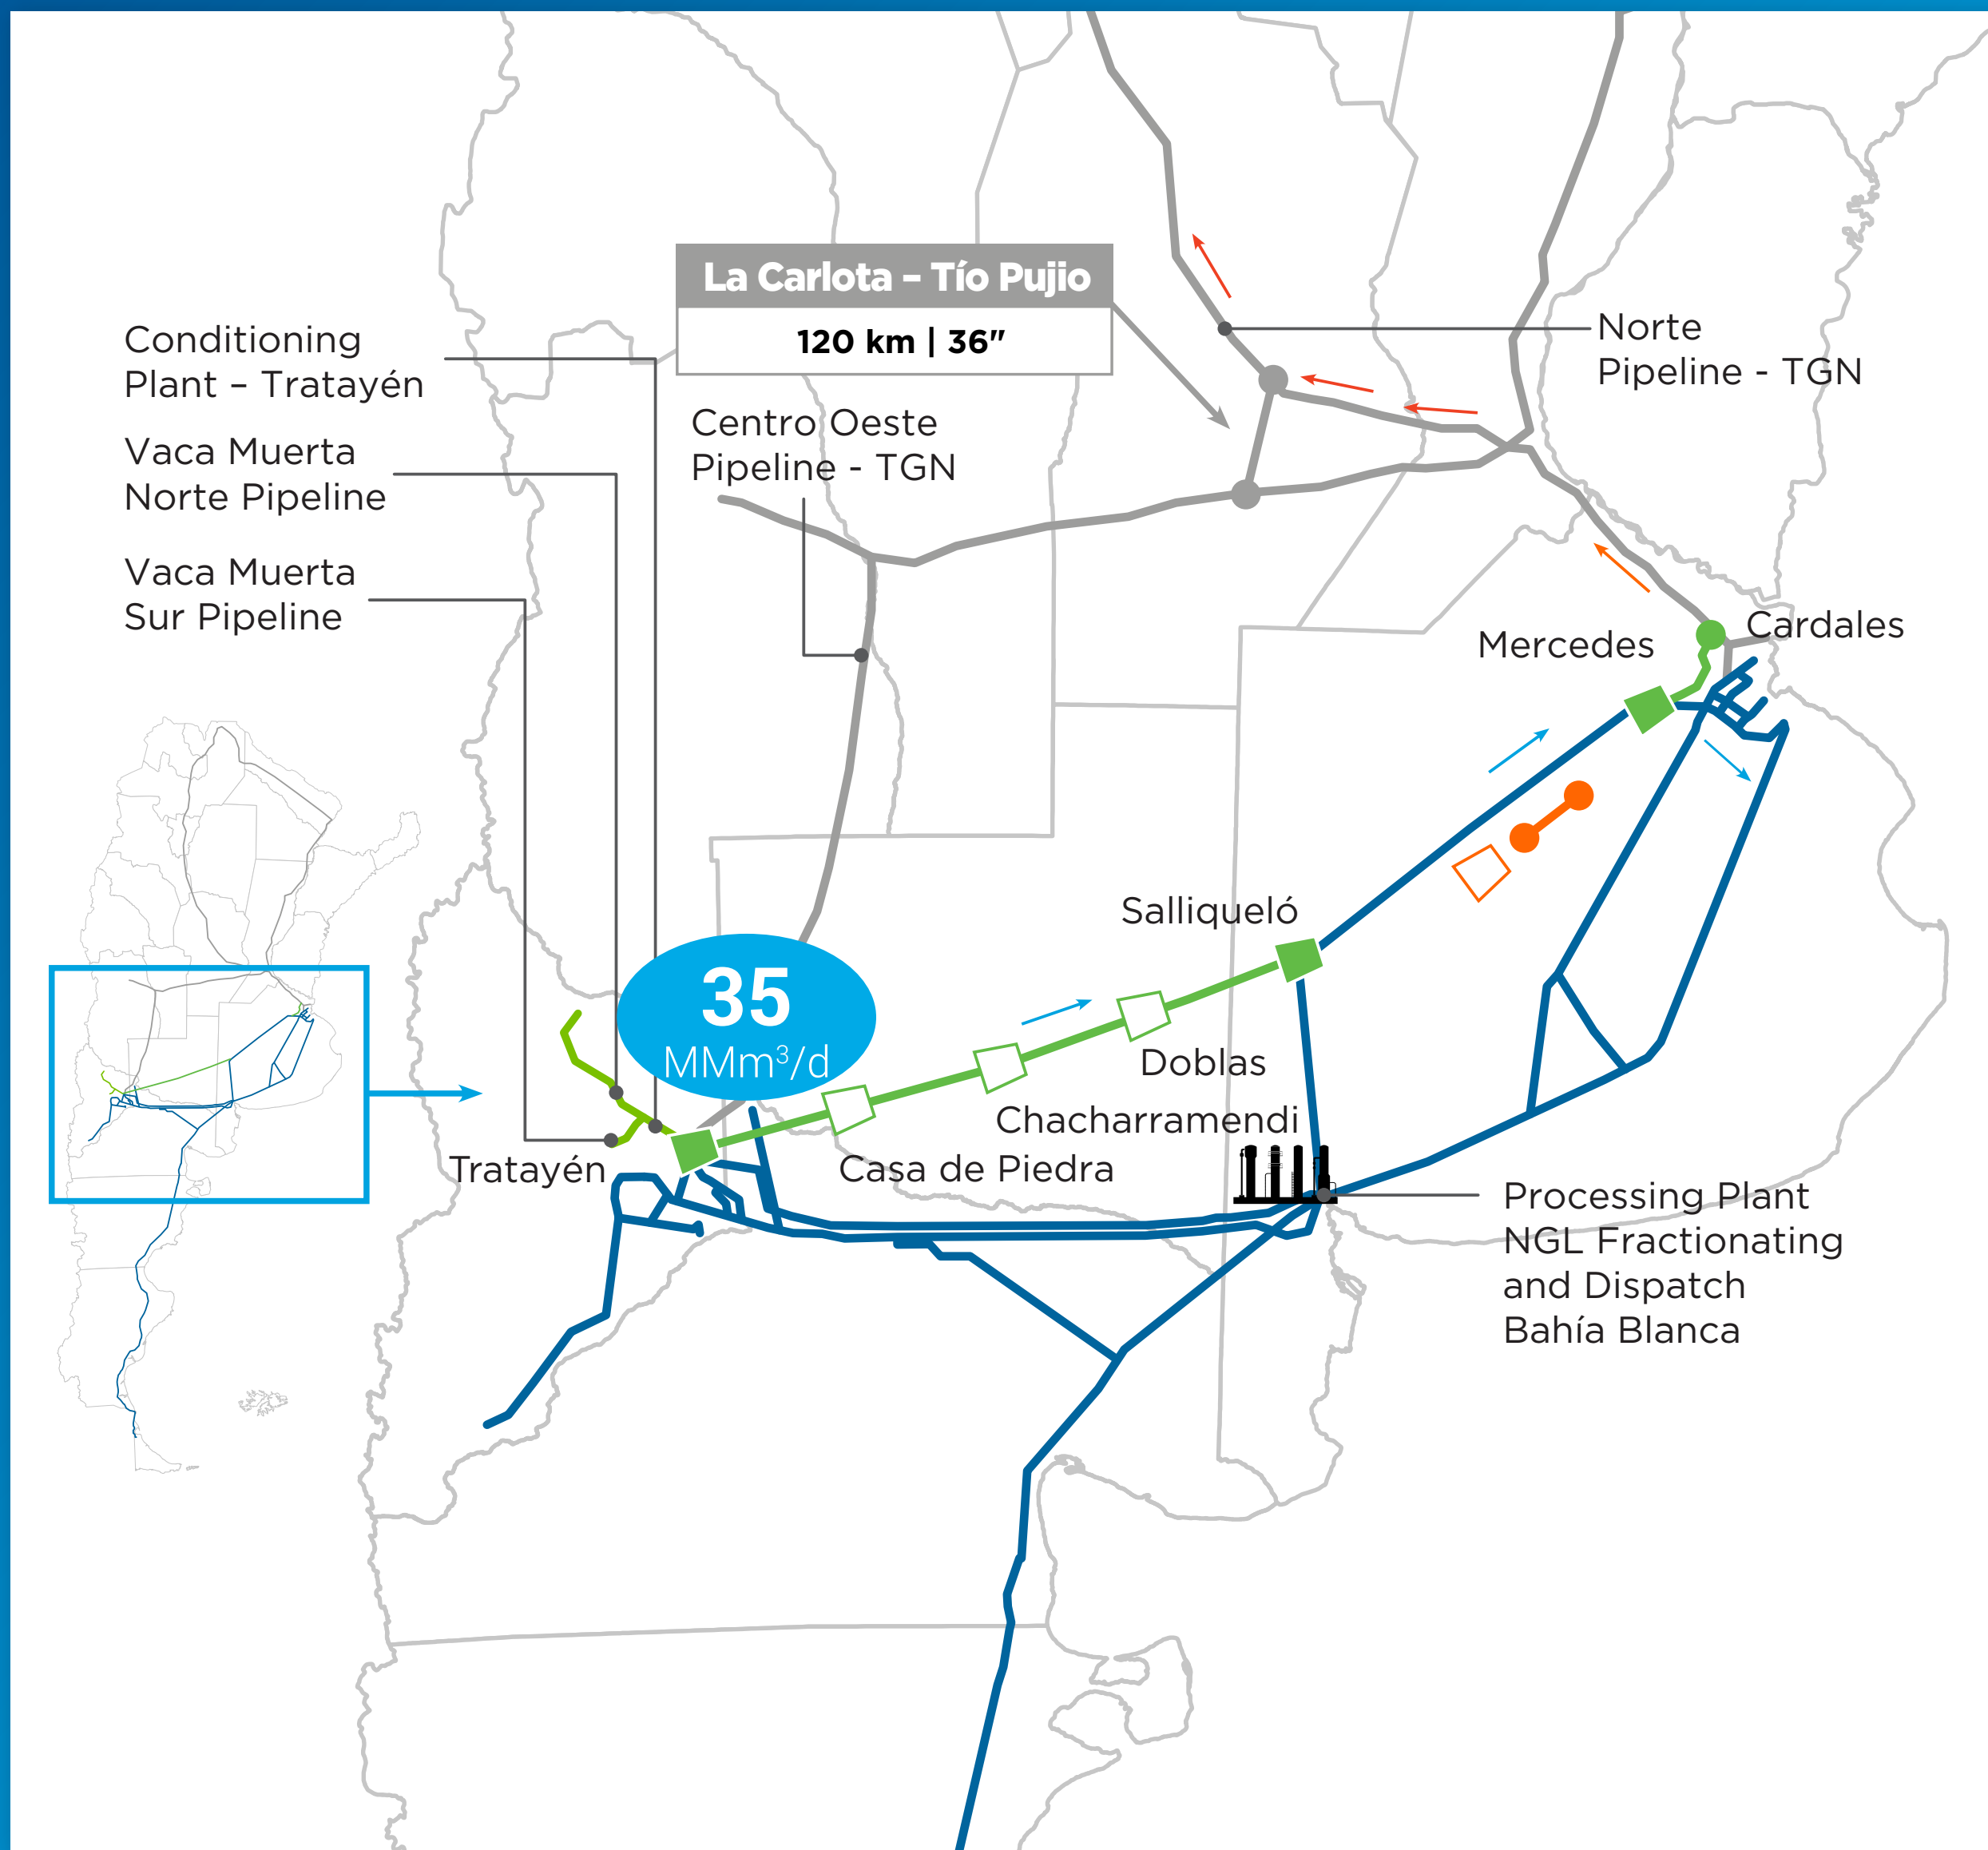 La Carlota – Tío Pujio
120 km | 36"
Conditioning
Plant – Tratayén
Vaca Muerta
Norte Pipeline
Vaca Muerta
Sur Pipeline
Centro Oeste
Pipeline - TGN
Norte
Pipeline - TGN
Cardales
Mercedes
Salliqueló
35
MMm³/d
Doblas
Chacharramendi
Casa de Piedra
Tratayén
Processing Plant
NGL Fractionating
and Dispatch
Bahía Blanca